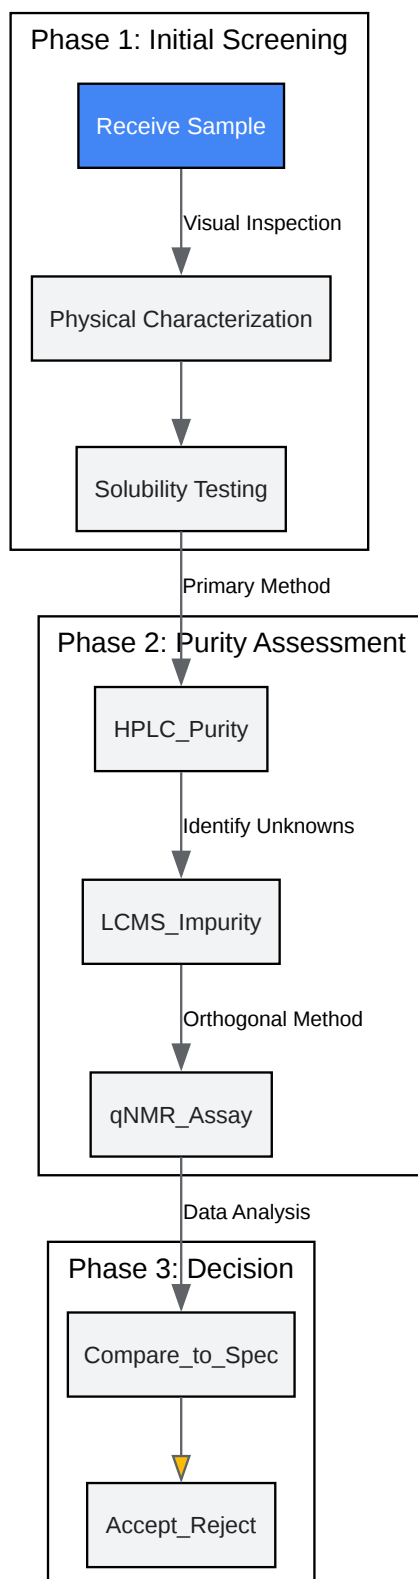 Phase 1: Initial Screening
Receive Sample
Visual Inspection
Physical Characterization
Solubility Testing
Primary Method
Phase 2: Purity Assessment
HPLC_Purity
Identify Unknowns
LCMS_Impurity
Orthogonal Method
qNMR_Assay
Data Analysis
Phase 3: Decision
Compare_to_Spec
Accept_Reject